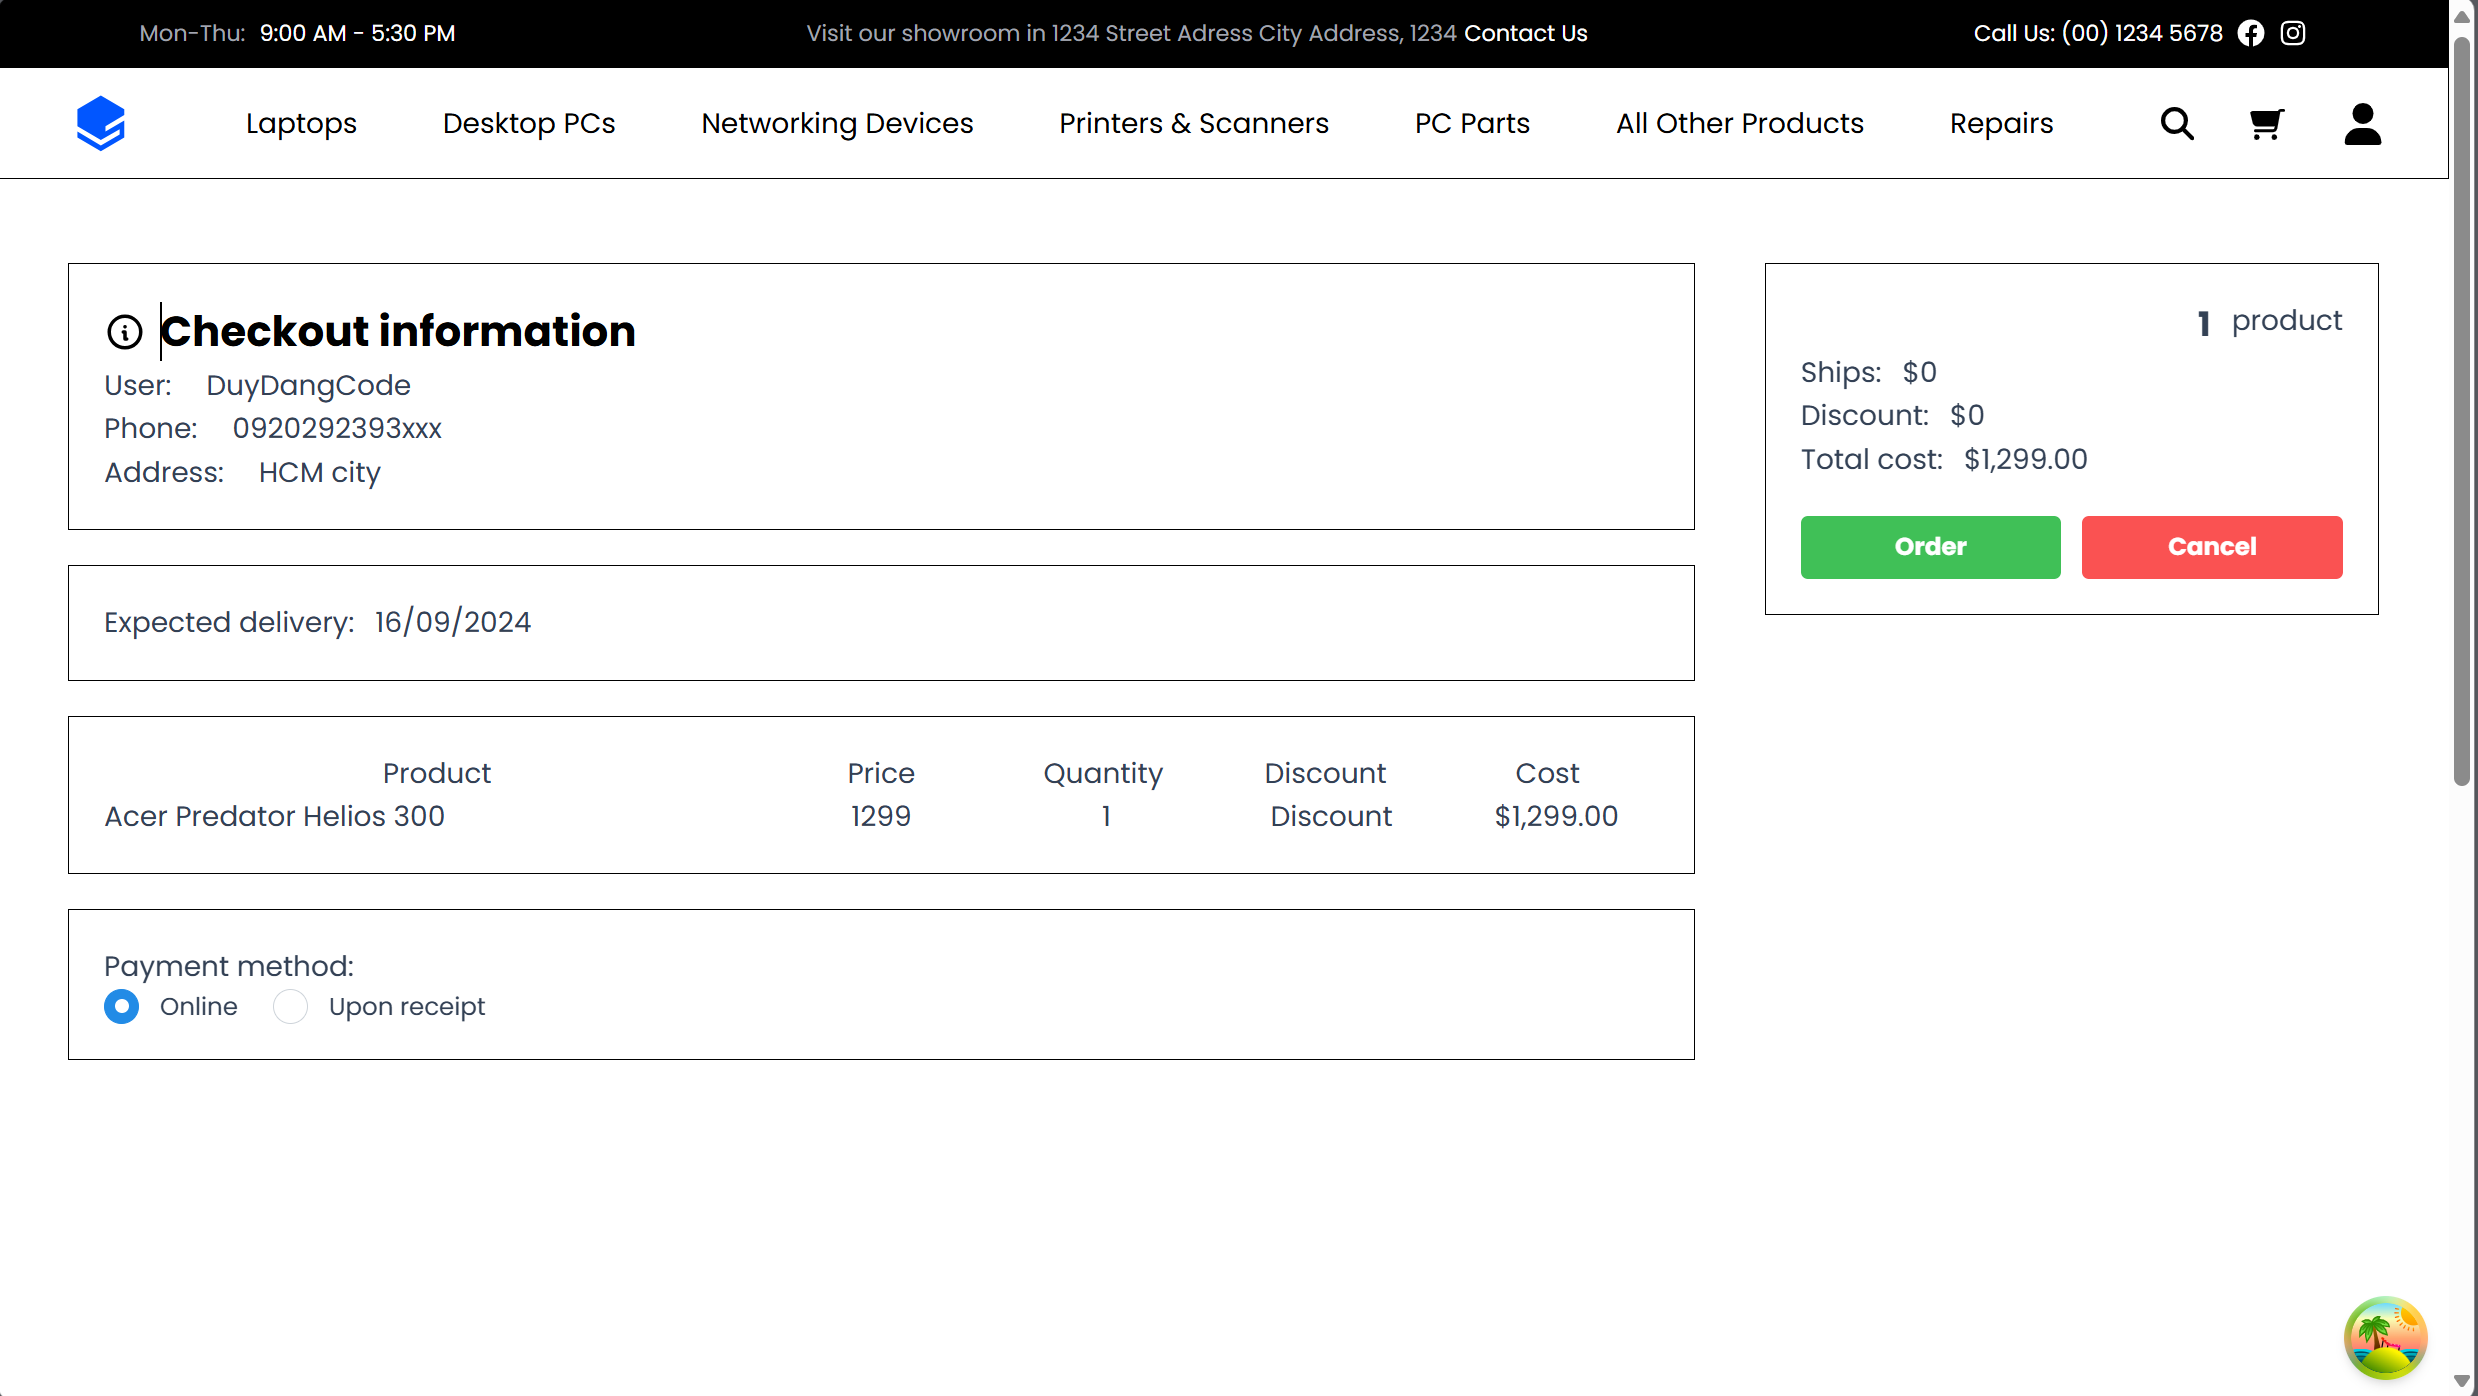 Mon-Thu: 9:00 AM - 5:30 PM
Visit our showroom in 1234 Street Adress City Address, 1234 Contact Us
Call Us: (00) 1234 5678
Laptops
Desktop PCs
Networking Devices
Printers & Scanners
PC Parts
All Other Products
Repairs
Checkout information
User: DuyDangCode
Phone: 0920292393xxx
Address: HCM city
1 product
Ships: $0
Discount: $0
Total cost: $1,299.00
Order
Cancel
Expected delivery: 16/09/2024
Product Price Quantity Discount Cost
Acer Predator Helios 300 1299 1 Discount $1,299.00
Payment method:
Online Upon receipt